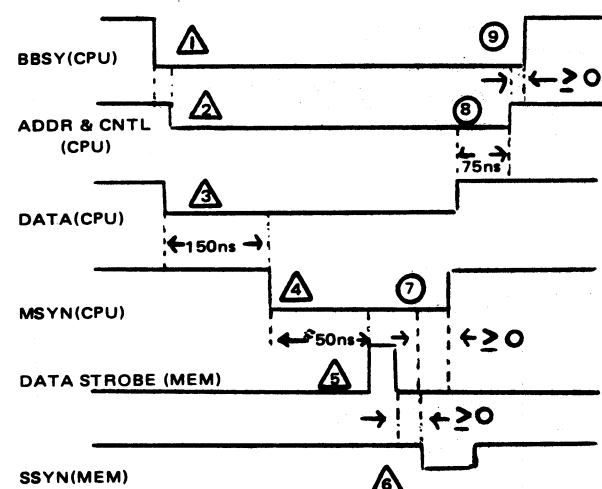 1
9
BBSY(CPU)
≥ 0
2
8
ADDR & CNTL
(CPU)
75ns
3
DATA(CPU)
150ns
4
7
MSYN(CPU)
≈50ns
≥ 0
5
DATA STROBE (MEM)
≥0
SSYN(MEM)
6